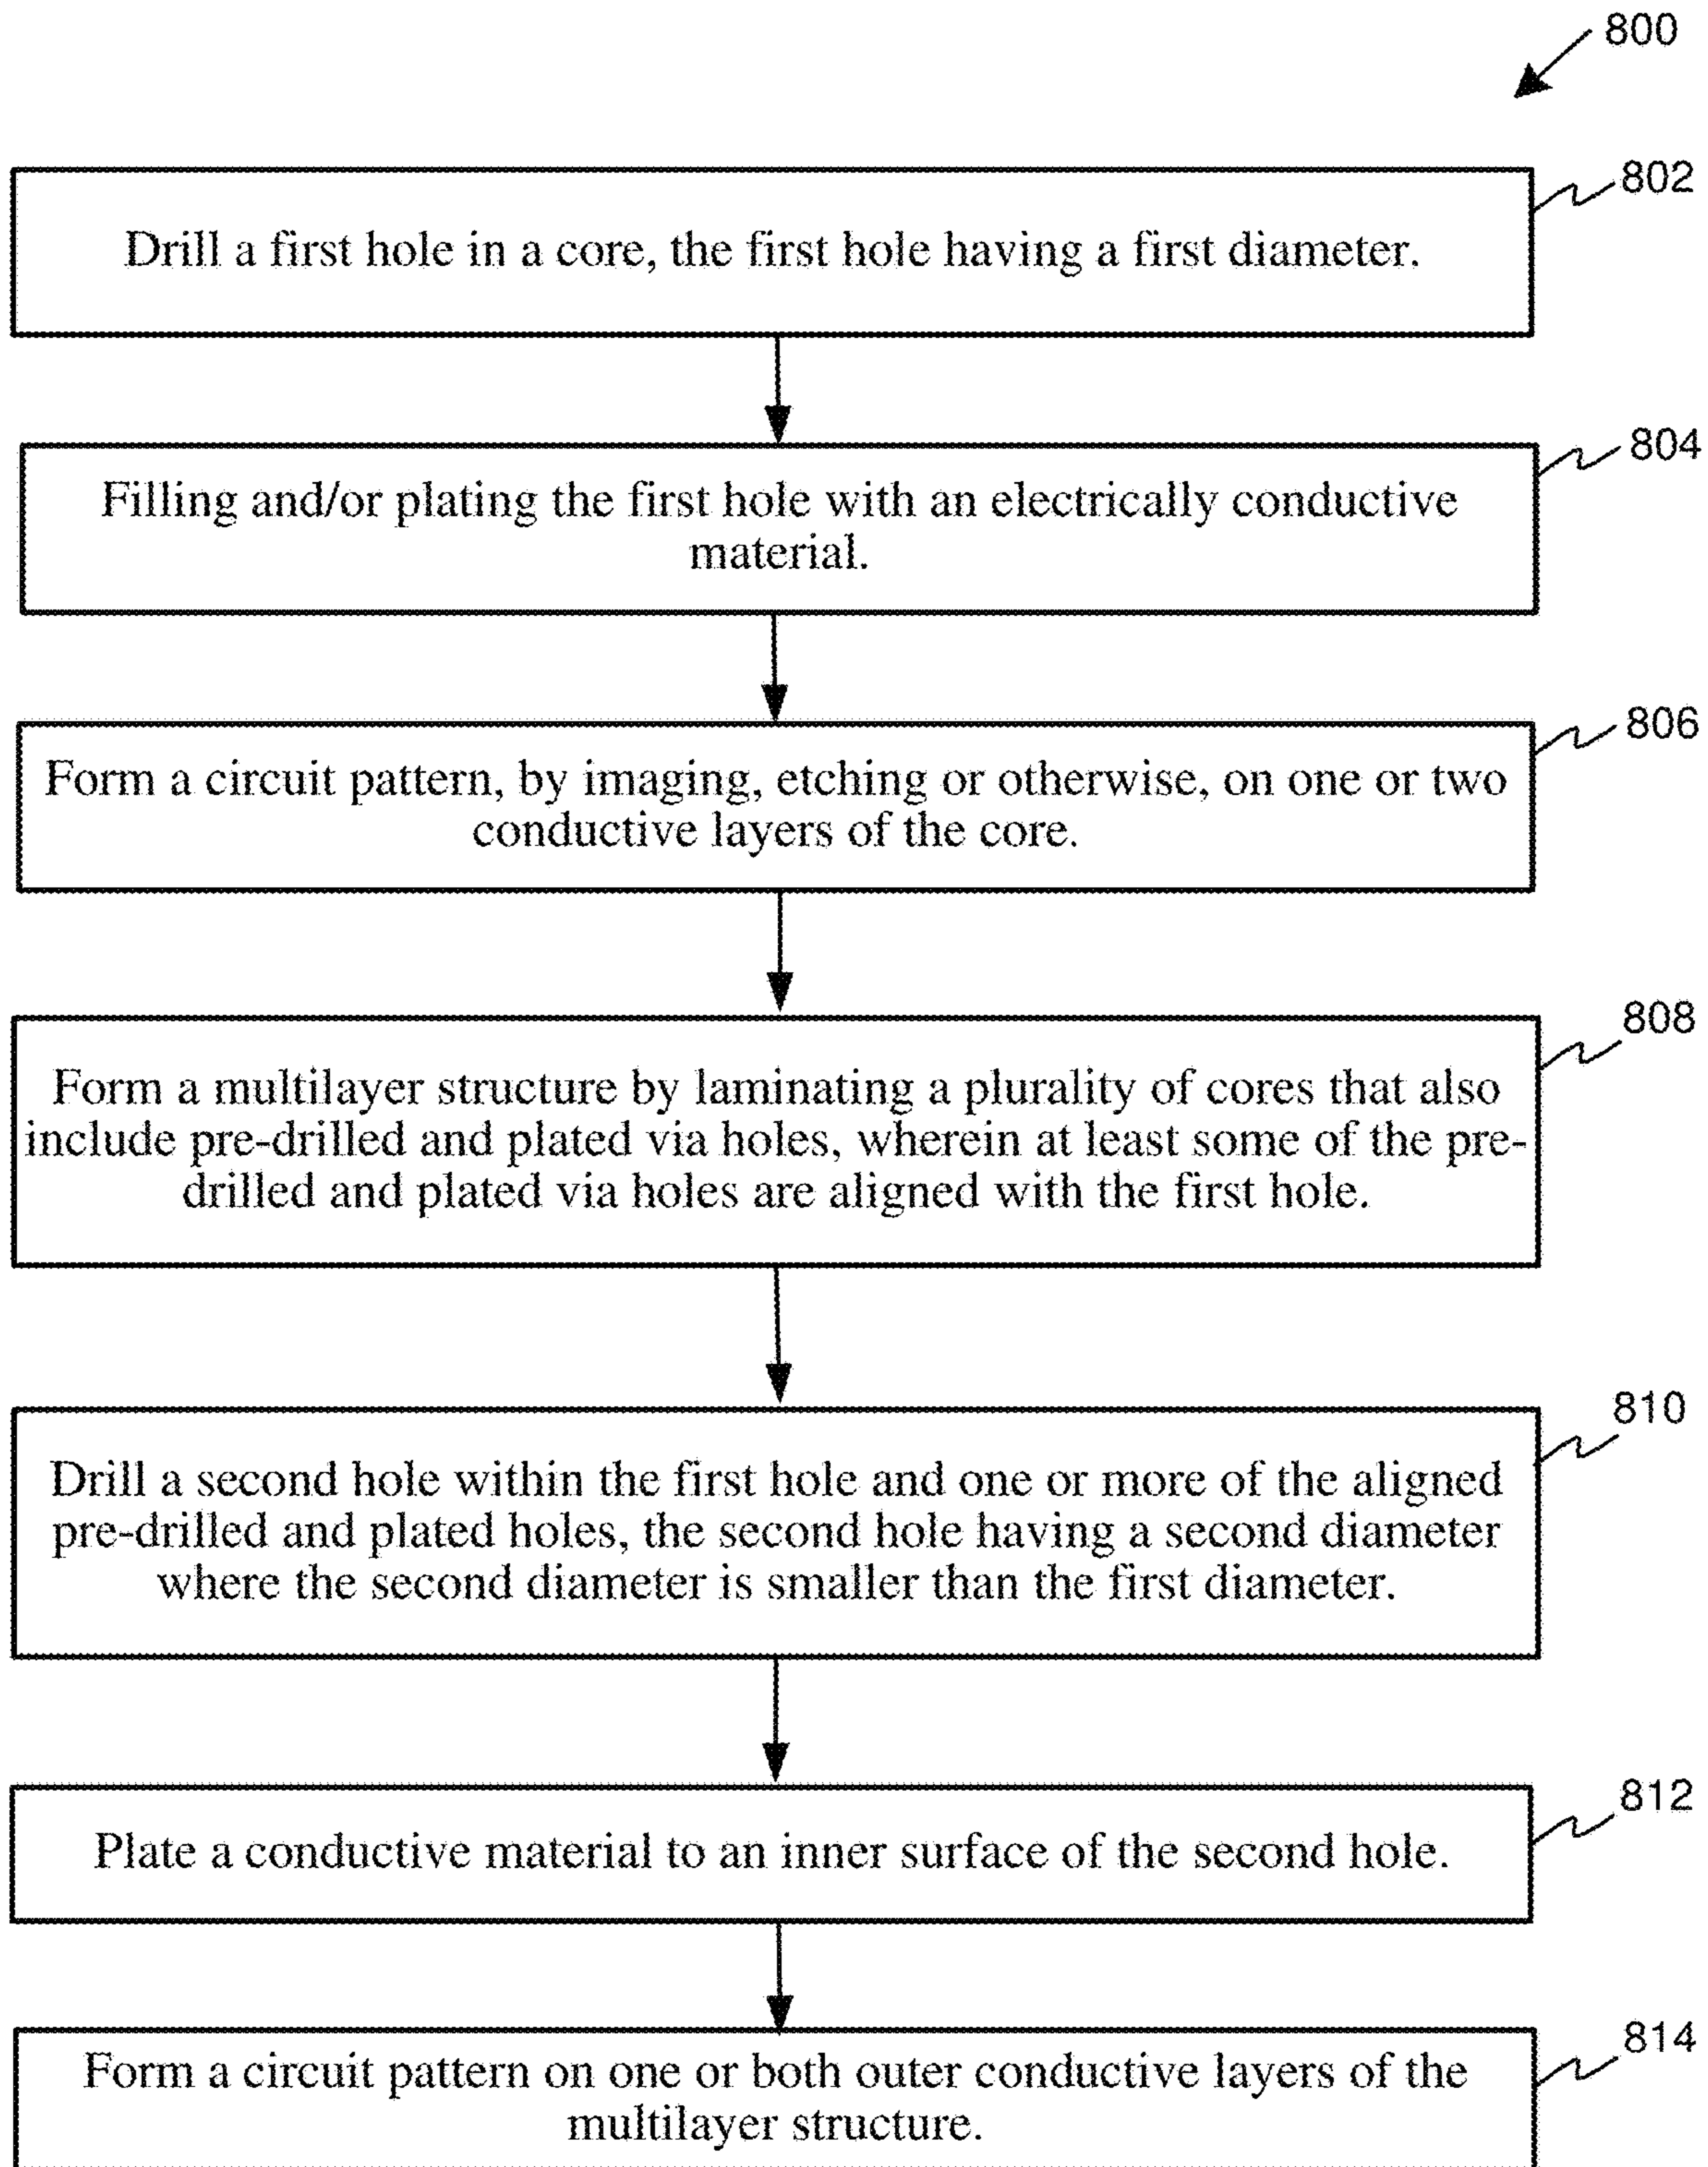 800
802
Drill a first hole in a core, the first hole having a first diameter.
804
Filling and/or plating the first hole with an electrically conductive
material.
806
Form a circuit pattern, by imaging, etching or otherwise, on one or two
conductive layers of the core.
808
Form a multilayer structure by laminating a plurality of cores that also
include pre-drilled and plated via holes, wherein at least some of the pre-
drilled and plated via holes are aligned with the first hole.
810
Drill a second hole within the first hole and one or more of the aligned
pre-drilled and plated holes, the second hole having a second diameter
where the second diameter is smaller than the first diameter.
812
Plate a conductive material to an inner surface of the second hole.
814
Form a circuit pattern on one or both outer conductive layers of the
multilayer structure.